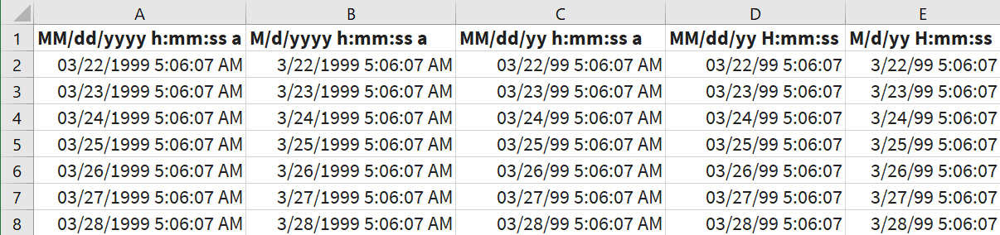 A B C D E
1 MM/dd/yyyy h:mm:ss a M/d/yyyy h:mm:ss a MM/dd/yy h:mm:ss a MM/dd/yy H:mm:ss M/d/yy H:mm:ss
2 03/22/1999 5:06:07 AM 3/22/1999 5:06:07 AM 03/22/99 5:06:07 AM 03/22/99 5:06:07 3/22/99 5:06:07
3 03/23/1999 5:06:07 AM 3/23/1999 5:06:07 AM 03/23/99 5:06:07 AM 03/23/99 5:06:07 3/23/99 5:06:07
4 03/24/1999 5:06:07 AM 3/24/1999 5:06:07 AM 03/24/99 5:06:07 AM 03/24/99 5:06:07 3/24/99 5:06:07
5 03/25/1999 5:06:07 AM 3/25/1999 5:06:07 AM 03/25/99 5:06:07 AM 03/25/99 5:06:07 3/25/99 5:06:07
6 03/26/1999 5:06:07 AM 3/26/1999 5:06:07 AM 03/26/99 5:06:07 AM 03/26/99 5:06:07 3/26/99 5:06:07
7 03/27/1999 5:06:07 AM 3/27/1999 5:06:07 AM 03/27/99 5:06:07 AM 03/27/99 5:06:07 3/27/99 5:06:07
8 03/28/1999 5:06:07 AM 3/28/1999 5:06:07 AM 03/28/99 5:06:07 AM 03/28/99 5:06:07 3/28/99 5:06:07